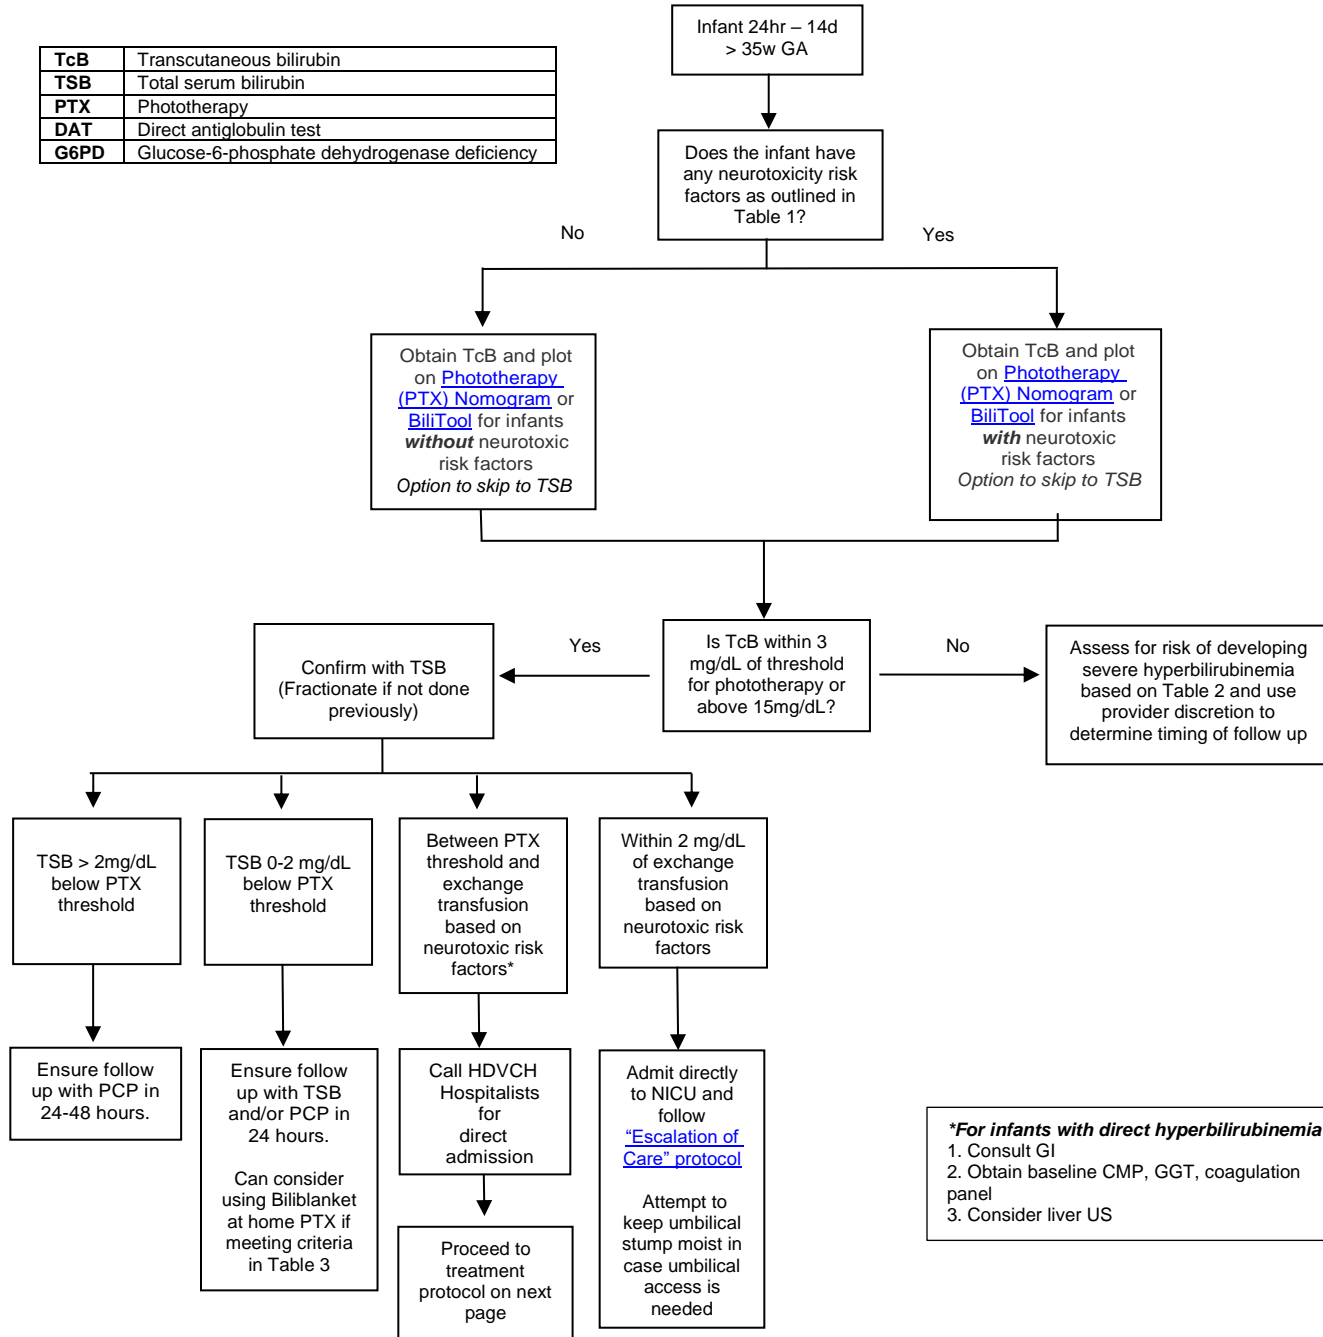 Infant 24hr – 14d
> 35w GA
TcB Transcutaneous bilirubin
TSB Total serum bilirubin
PTX Phototherapy
DAT Direct antiglobulin test
G6PD Glucose-6-phosphate dehydrogenase deficiency
Does the infant have
any neurotoxicity risk
factors as outlined in
Table 1?
No
Yes
Obtain TcB and plot
on Phototherapy
(PTX) Nomogram or
BiliTool for infants
without neurotoxic
risk factors
Option to skip to TSB
Obtain TcB and plot
on Phototherapy
(PTX) Nomogram or
BiliTool for infants
with neurotoxic
risk factors
Option to skip to TSB
Is TcB within 3
mg/dL of threshold
for phototherapy or
above 15mg/dL?
Yes
No
Confirm with TSB
(Fractionate if not done
previously)
Assess for risk of developing
severe hyperbilirubinemia
based on Table 2 and use
provider discretion to
determine timing of follow up
TSB > 2mg/dL
below PTX
threshold
TSB 0-2 mg/dL
below PTX
threshold
Between PTX
threshold and
exchange
transfusion
based on
neurotoxic risk
factors*
Within 2 mg/dL
of exchange
transfusion
based on
neurotoxic risk
factors
Ensure follow
up with PCP in
24-48 hours.
Ensure follow
up with TSB
and/or PCP in
24 hours.
Can consider
using Biliblanket
at home PTX if
meeting criteria
in Table 3
Call HDVCH
Hospitalists
for
direct
admission
Proceed to
treatment
protocol on next
page
Admit directly
to NICU and
follow
“Escalation of
Care” protocol
Attempt to
keep umbilical
stump moist in
case umbilical
access is
needed
*For infants with direct hyperbilirubinemia
1. Consult GI
2. Obtain baseline CMP, GGT, coagulation
panel
3. Consider liver US